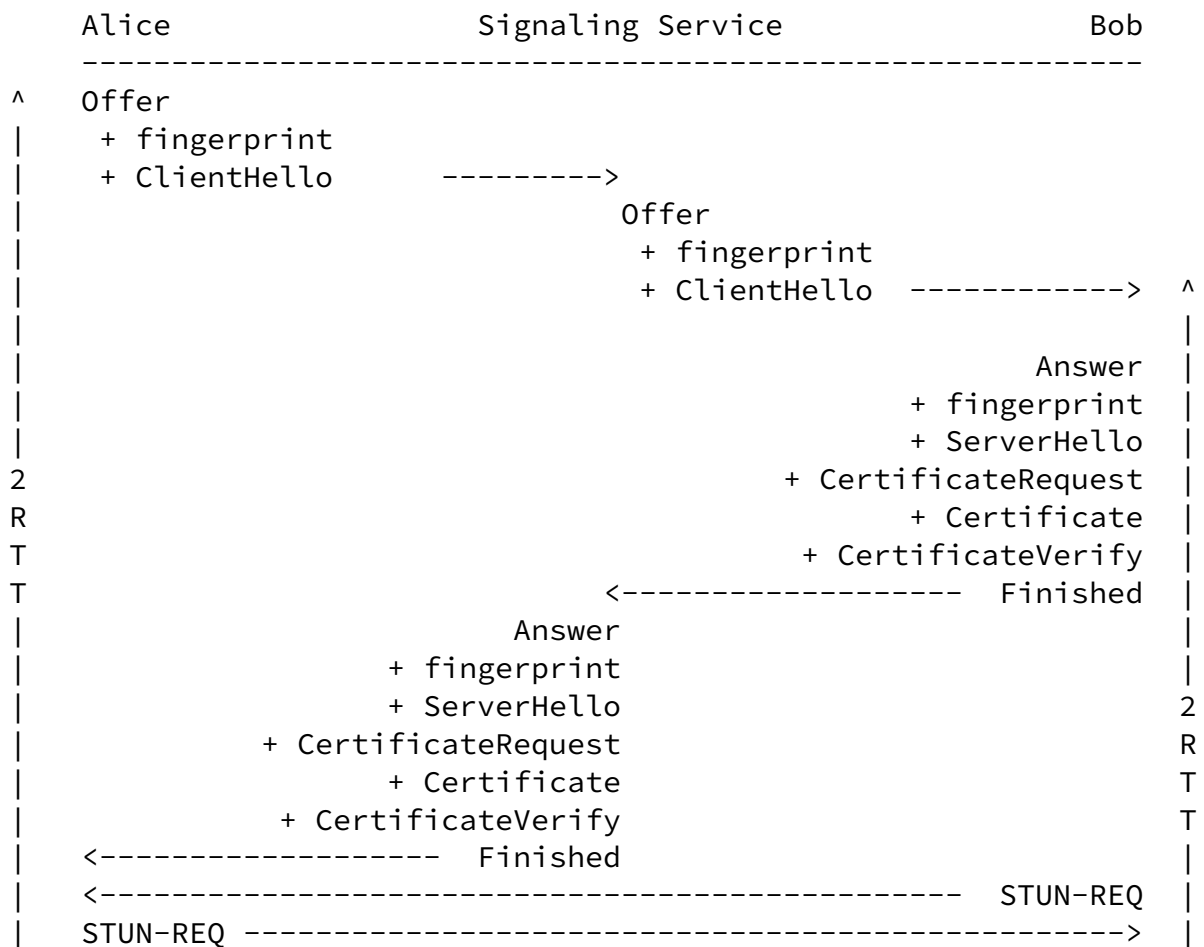 Alice                 Signaling Service                 Bob
-----------------------------------------------------------
^   Offer
|    + fingerprint
|    + ClientHello      --------->
|                                 Offer
|                                  + fingerprint
|                                  + ClientHello  ------------>  ^
|                                                                |
|                                                        Answer  |
|                                                 + fingerprint  |
|                                                 + ServerHello  |
2                                          + CertificateRequest  |
R                                                 + Certificate  |
T                                           + CertificateVerify  |
T                                <-------------------  Finished  |
|                           Answer                               |
|                    + fingerprint                               |
|                    + ServerHello                               2
|             + CertificateRequest                               R
|                    + Certificate                               T
|              + CertificateVerify                               T
|   <-------------------  Finished                               |
|   <------------------------------------------------  STUN-REQ  |
|   STUN-REQ ------------------------------------------------->  |